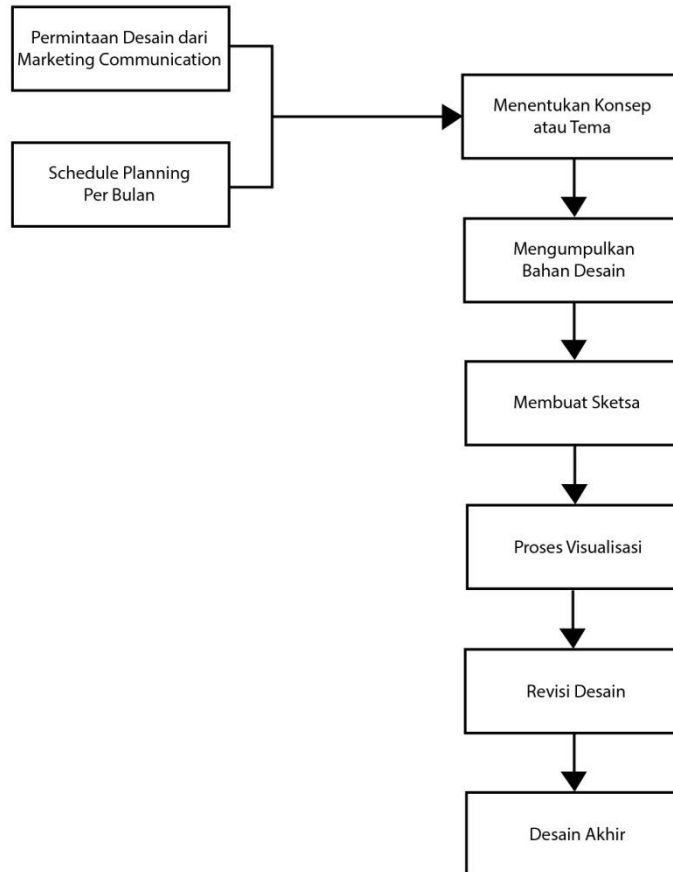 Permintaan Desain dari
Marketing Communication
Schedule Planning
Per Bulan
Menentukan Konsep
atau Tema
Mengumpulkan
Bahan Desain
Membuat Sketsa
Proses Visualisasi
Revisi Desain
Desain Akhir